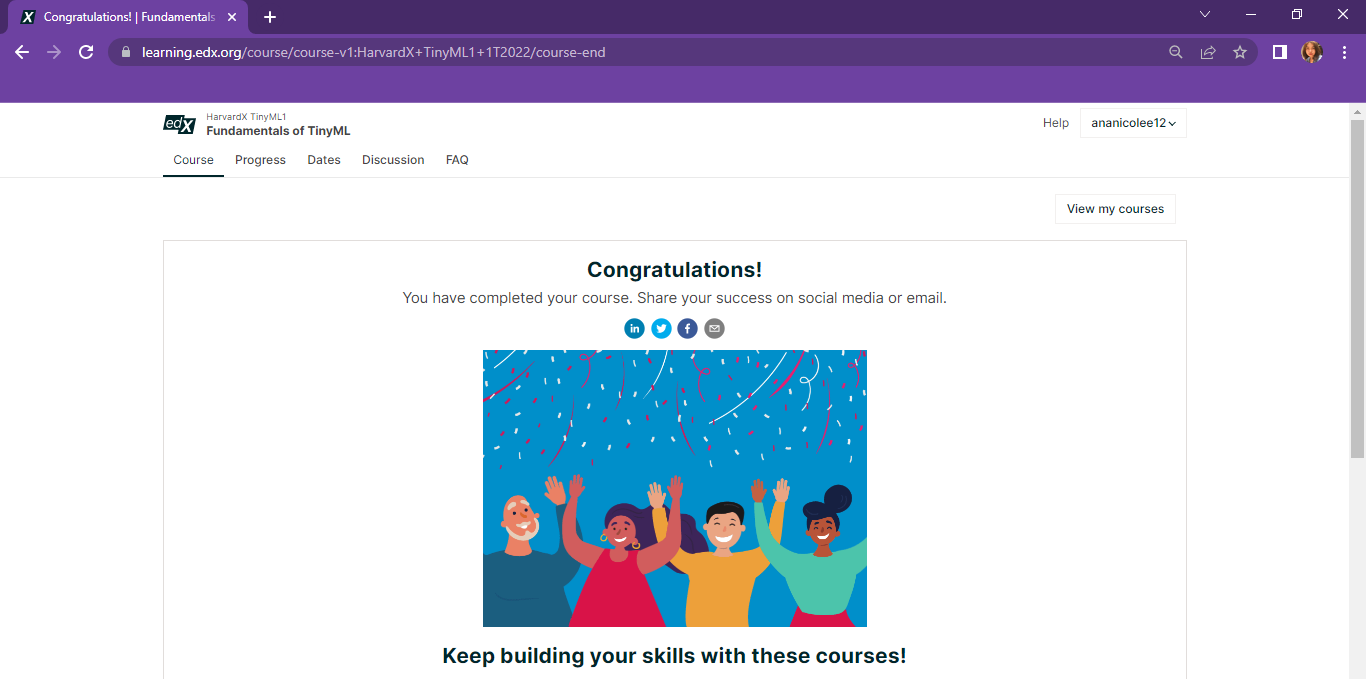 Congratulations! | Fundamentals
learning.edx.org/course/course-v1:HarvardX+TinyML1+1T2022/course-end
edX
HarvardX TinyML1
Fundamentals of TinyML
Help
ananicolee12
Course Progress Dates Discussion FAQ
View my courses
Congratulations!
You have completed your course. Share your success on social media or email.
Keep building your skills with these courses!